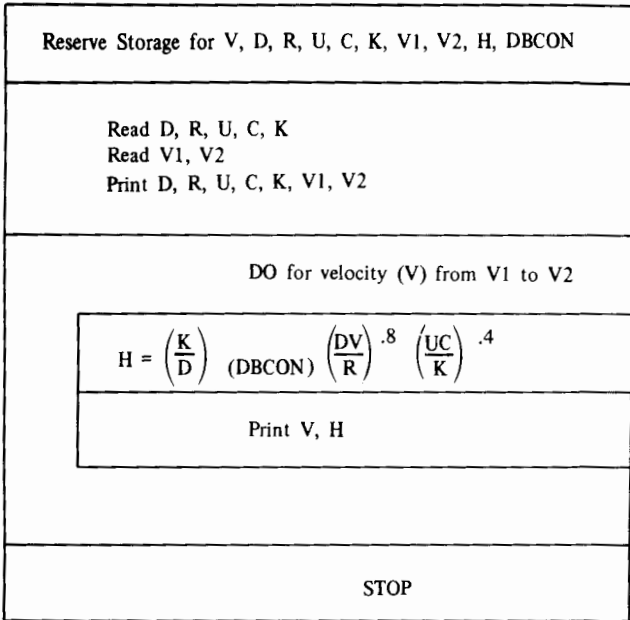 Reserve Storage for V, D, R, U, C, K, V1, V2, H, DBCON
Read D, R, U, C, K
Read V1, V2
Print D, R, U, C, K, V1, V2
DO for velocity (V) from V1 to V2
H = (K/D) (DBCON) (DV/R) .8 (UC/K) .4
Print V, H
STOP